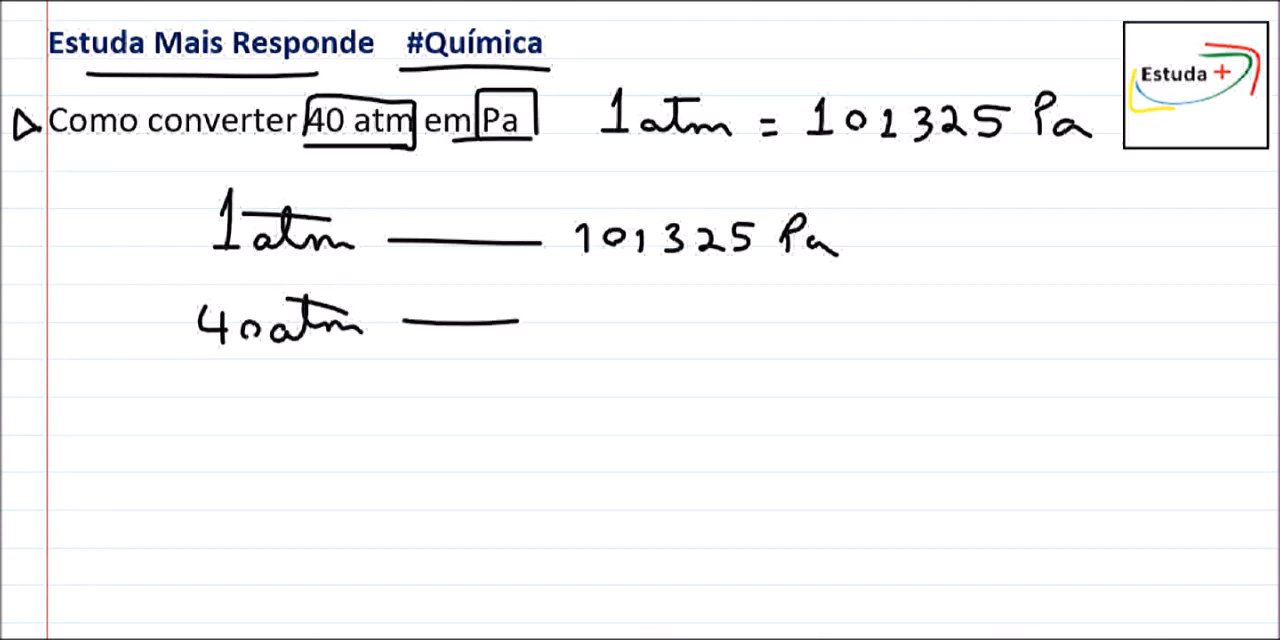 Estuda Mais Responde #Química
Estuda +
Como converter 40 atm em Pa 1 atm = 101325 Pa
1 atm — 101325 Pa
40 atm —